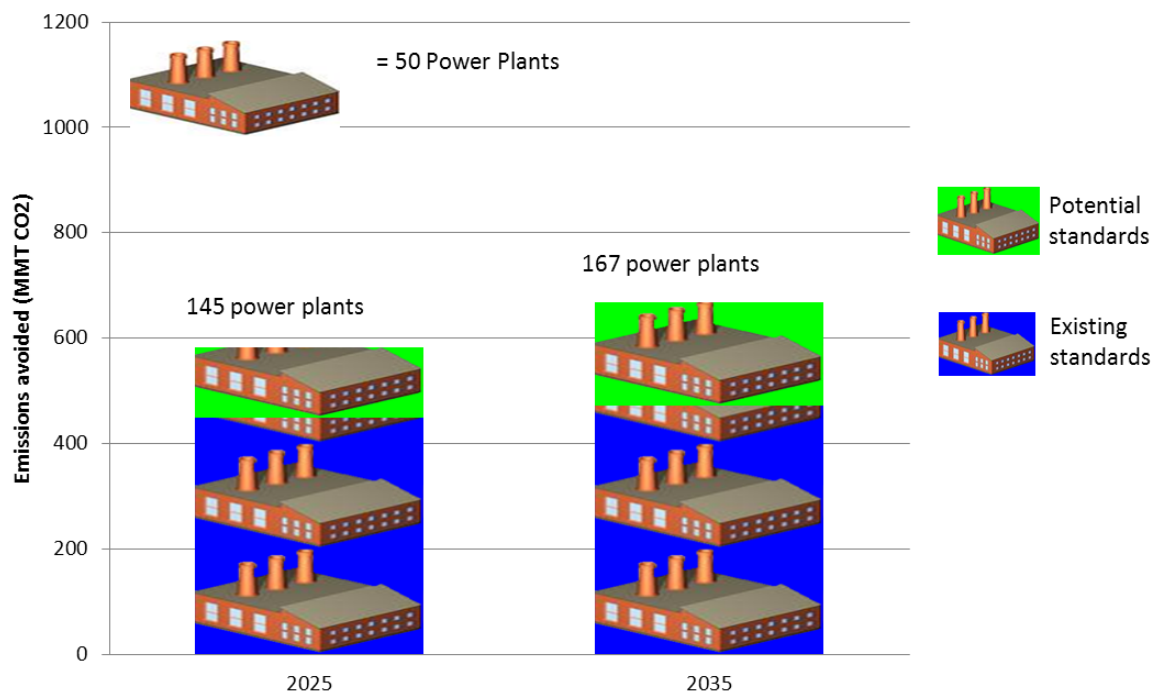 1200
= 50 Power Plants
1000
800
600
400
200
0
Emissions avoided (MMT CO2)
145 power plants
167 power plants
2025
2035
Potential
standards
Existing
standards